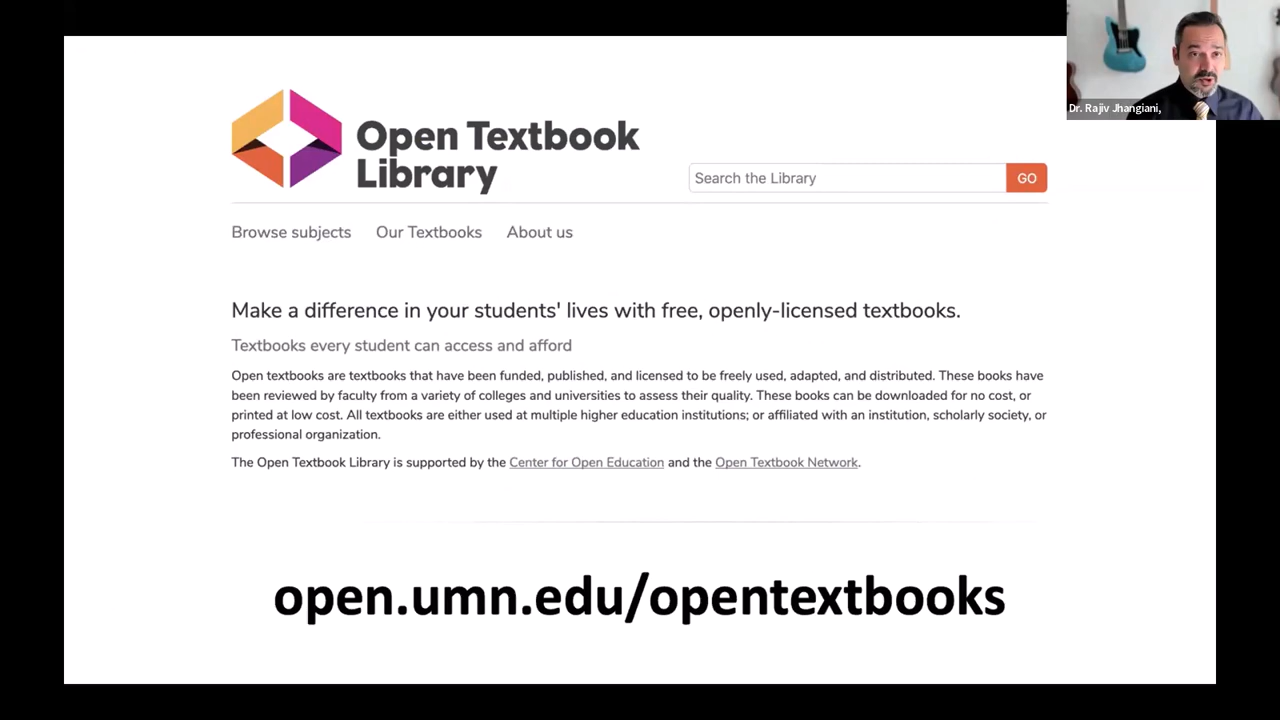 Dr. Rajiv Jhangiani,
Open Textbook
Library
Search the Library
GO
Browse subjects
Our Textbooks
About us
Make a difference in your students' lives with free, openly-licensed textbooks.
Textbooks every student can access and afford
Open textbooks are textbooks that have been funded, published, and licensed to be freely used, adapted, and distributed. These books have
been reviewed by faculty from a variety of colleges and universities to assess their quality. These books can be downloaded for no cost, or
printed at low cost. All textbooks are either used at multiple higher education institutions; or affiliated with an institution, scholarly society, or
professional organization.
The Open Textbook Library is supported by the Center for Open Education and the Open Textbook Network.
open.umn.edu/opentextbooks